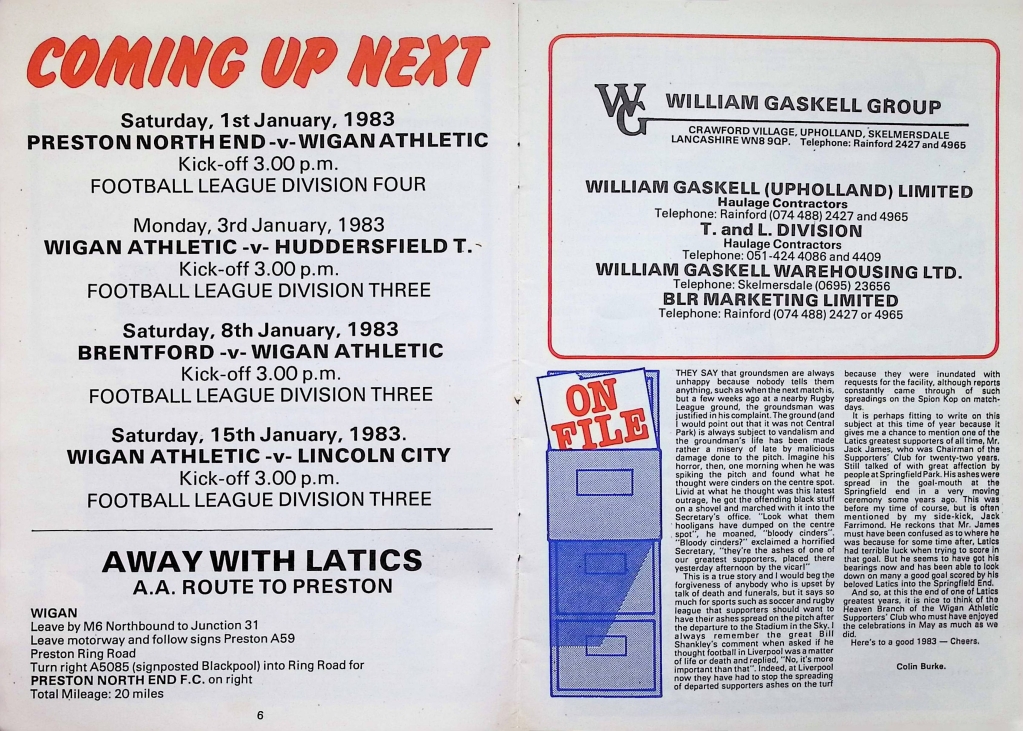 COMING UP NEXT
Saturday, 1st January, 1983
PRESTON NORTH END -v- WIGAN ATHLETIC
Kick-off 3.00 p.m.
FOOTBALL LEAGUE DIVISION FOUR
Monday, 3rd January, 1983
WIGAN ATHLETIC -v- HUDDERSFIELD T.
Kick-off 3.00 p.m.
FOOTBALL LEAGUE DIVISION THREE
Saturday, 8th January, 1983
BRENTFORD -v- WIGAN ATHLETIC
Kick-off 3.00 p.m.
FOOTBALL LEAGUE DIVISION THREE
Saturday, 15th January, 1983.
WIGAN ATHLETIC -v- LINCOLN CITY
Kick-off 3.00 p.m.
FOOTBALL LEAGUE DIVISION THREE
AWAY WITH LATICS
A.A. ROUTE TO PRESTON
WIGAN
Leave by M6 Northbound to Junction 31
Leave motorway and follow signs Preston A59
Preston Ring Road
Turn right A5085 (signposted Blackpool) into Ring Road for
PRESTON NORTH END F.C. on right
Total Mileage: 20 miles
6
WG WILLIAM GASKELL GROUP
CRAWFORD VILLAGE, UPHOLLAND, SKELMERSDALE
LANCASHIRE WN8 9QP. Telephone: Rainford 2427 and 4965
WILLIAM GASKELL (UPHOLLAND) LIMITED
Haulage Contractors
Telephone: Rainford (074 488) 2427 and 4965
T. and L. DIVISION
Haulage Contractors
Telephone: 051-424 4086 and 4409
WILLIAM GASKELL WAREHOUSING LTD.
Telephone: Skelmersdale (0695) 23656
BLR MARKETING LIMITED
Telephone: Rainford (074 488) 2427 or 4965
ON
FILE
THEY SAY that groundsmen are always
unhappy because nobody tells them
anything, such as when the next match is,
but a few weeks ago at a nearby Rugby
League ground, the groundsman was
justified in his complaint. The ground (and
I would point out that it was not Central
Park) is always subject to vandalism and
the groundman's life has been made
rather a misery of late by malicious
damage done to the pitch. Imagine his
horror, then, one morning when he was
spiking the pitch and found what he
thought were cinders on the centre spot.
Livid at what he thought was this latest
outrage, he got the offending black stuff
on a shovel and marched with it into the
Secretary's office. "Look what them
hooligans have dumped on the centre
spot", he moaned, "bloody cinders".
"Bloody cinders?" exclaimed a horrified
Secretary, "they're the ashes of one of
our greatest supporters, placed there
yesterday afternoon by the vicar!"
This is a true story and I would beg the
forgiveness of anybody who is upset by
talk of death and funerals, but it says so
much for sports such as soccer and rugby
league that supporters should want to
have their ashes spread on the pitch after
the departure to the Stadium in the Sky. I
always remember the great Bill
Shankley's comment when asked if he
thought football in Liverpool was a matter
of life or death and replied, "No, it's more
important than that". Indeed, at Liverpool
now they have had to stop the spreading
of departed supporters ashes on the turf
because they were inundated with
requests for the facility, although reports
constantly came through of such
spreadings on the Spion Kop on match-
days.
It is perhaps fitting to write on this
subject at this time of year because it
gives me a chance to mention one of the
Latics greatest supporters of all time, Mr.
Jack James, who was Chairman of the
Supporters' Club for twenty-two years.
Still talked of with great affection by
people at Springfield Park. His ashes were
spread in the goal-mouth at the
Springfield end in a very moving
ceremony some years ago. This was
before my time of course, but is often
mentioned by my side-kick, Jack
Farrimond. He reckons that Mr. James
must have been confused as to where he
was because for some time after, Latics
had terrible luck when trying to score in
that goal. But he seems to have got his
bearings now and has been able to look
down on many a good goal scored by his
beloved Latics into the Springfield End.
And so, at this the end of one of Latics
greatest years, it is nice to think of the
Heaven Branch of the Wigan Athletic
Supporters' Club who must have enjoyed
the celebrations in May as much as we
did.
Here's to a good 1983 — Cheers.
Colin Burke.